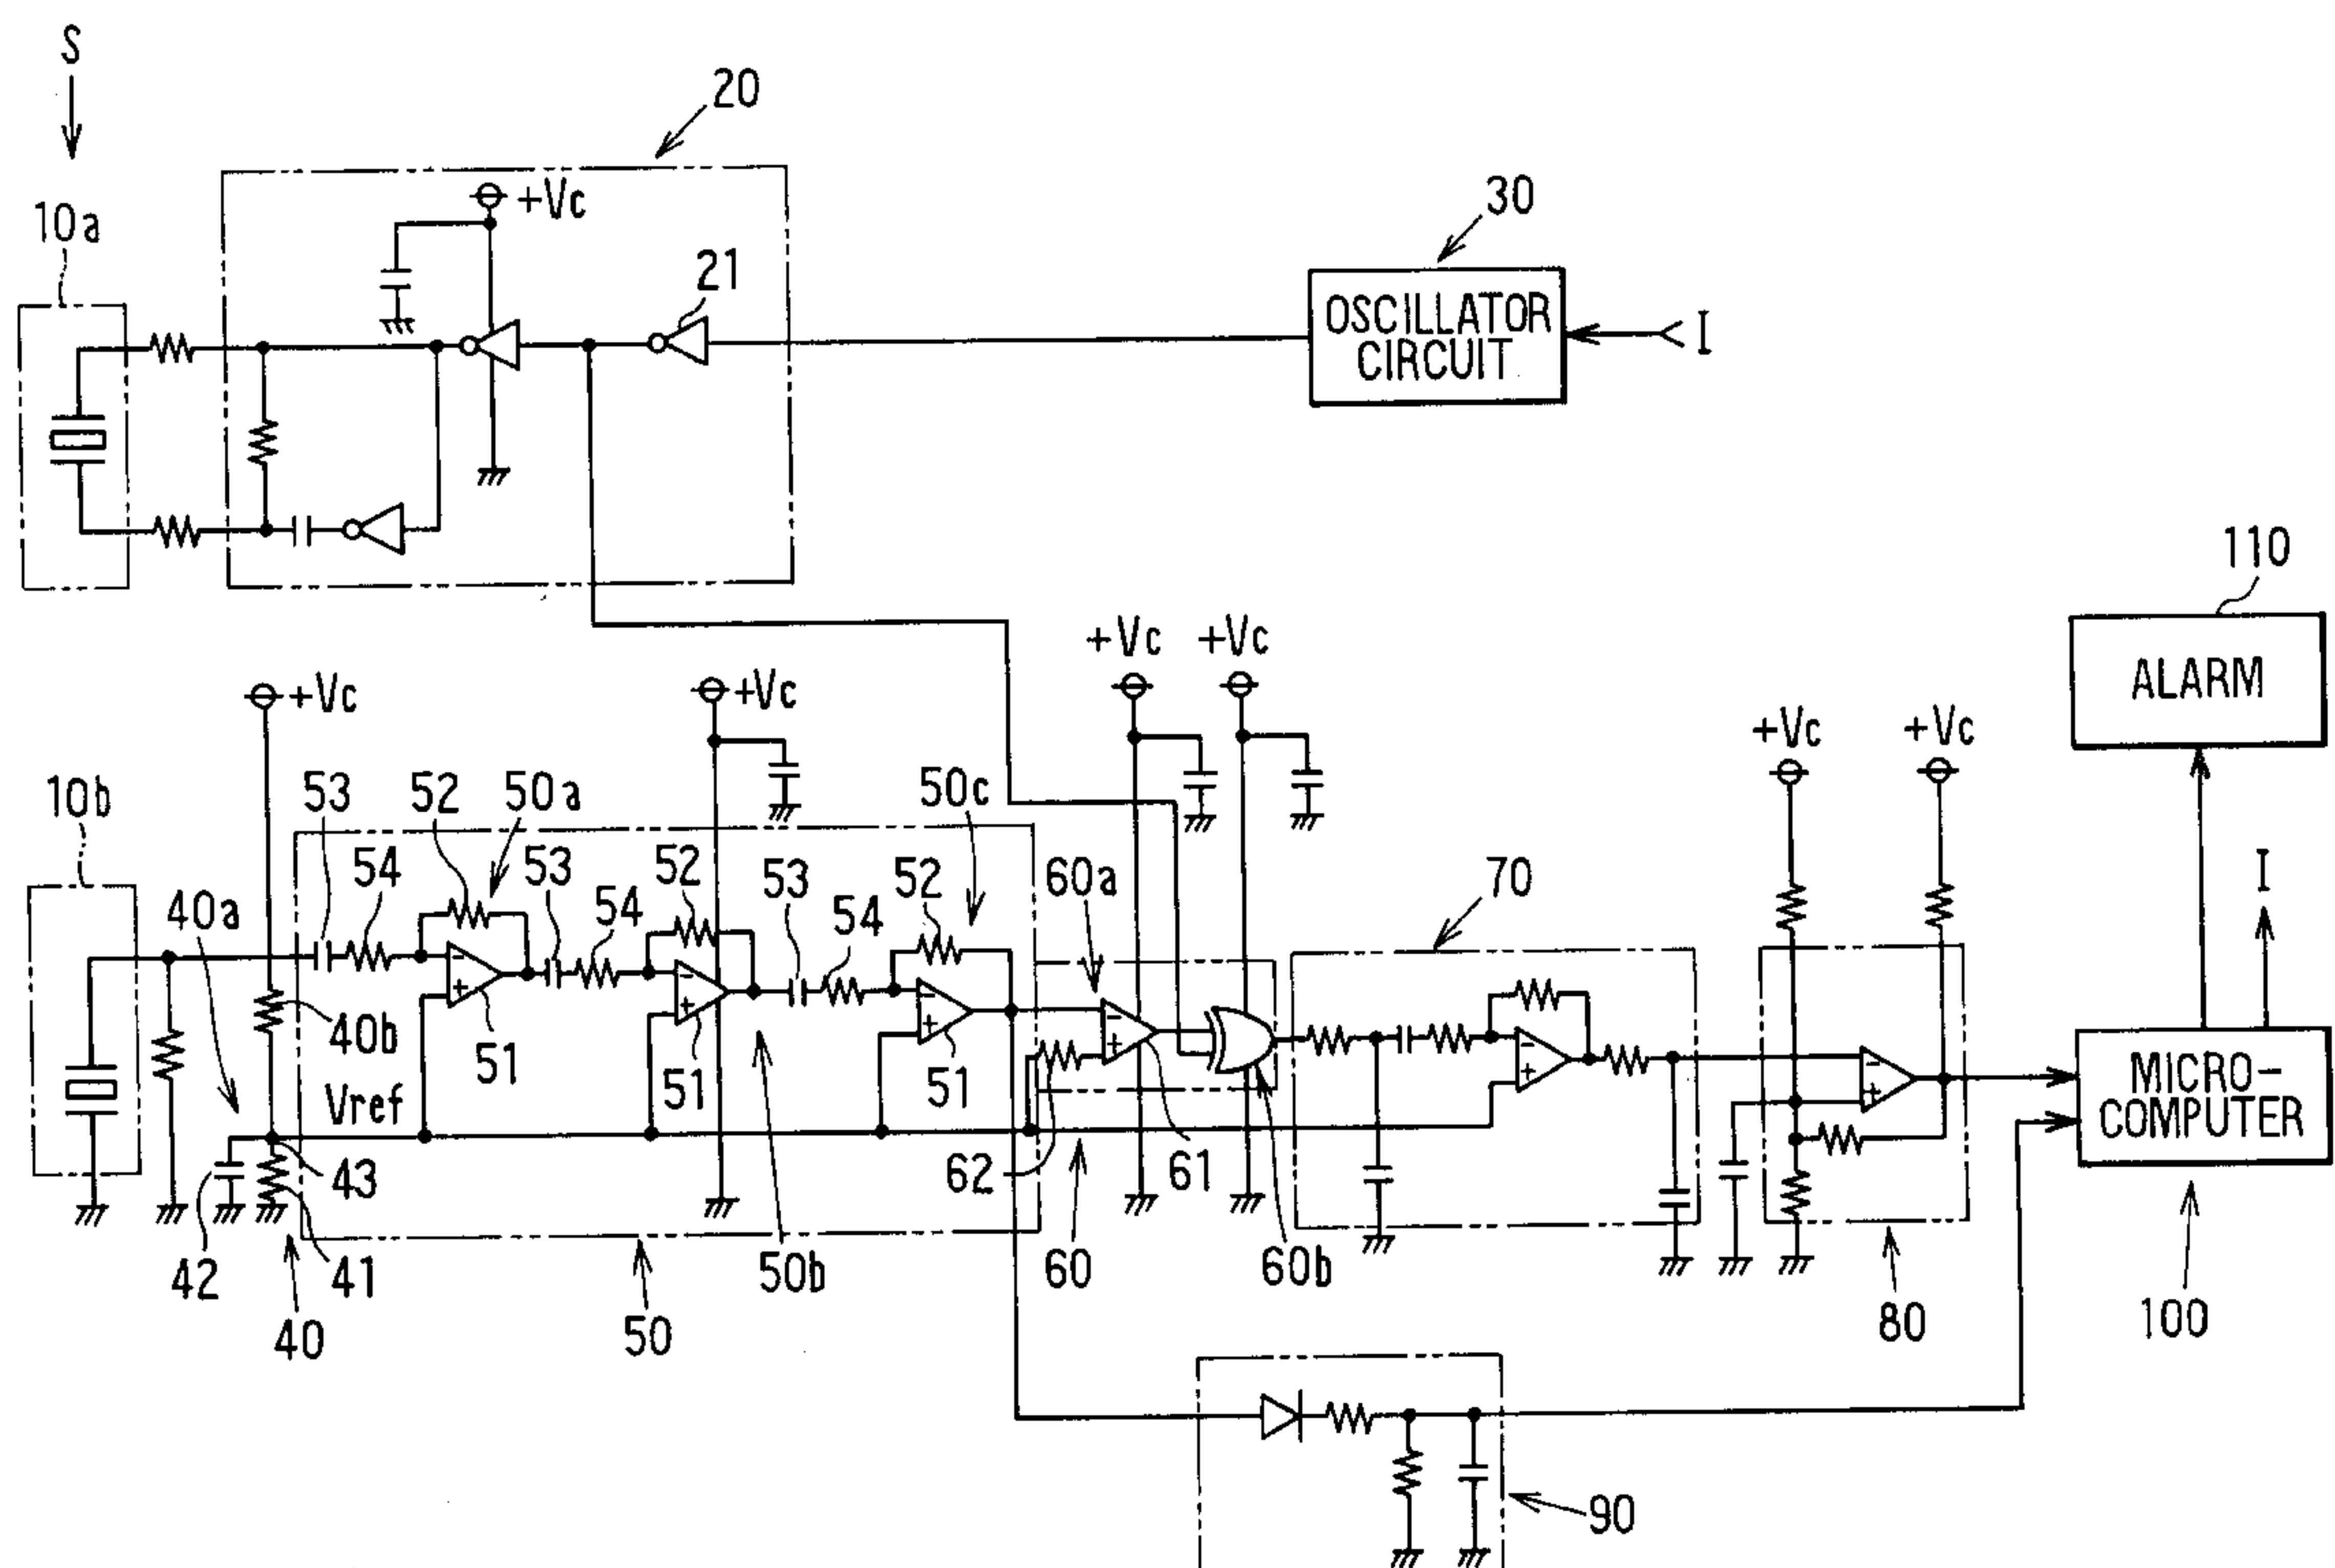 S
20
10a
+Vc
21
30
OSCILLATOR
CIRCUIT
I
110
ALARM
+Vc
+Vc
+Vc
+Vc
+Vc
+Vc
10b
53
52
50a
50c
40a
54
53
54
52
53
54
52
60a
70
I
40b
51
51
51
Vref
-
+
-
+
-
+
-
+
-
+
-
+
MICRO-
COMPUTER
42
43
41
40
50
50b
62
60
61
60b
80
100
90